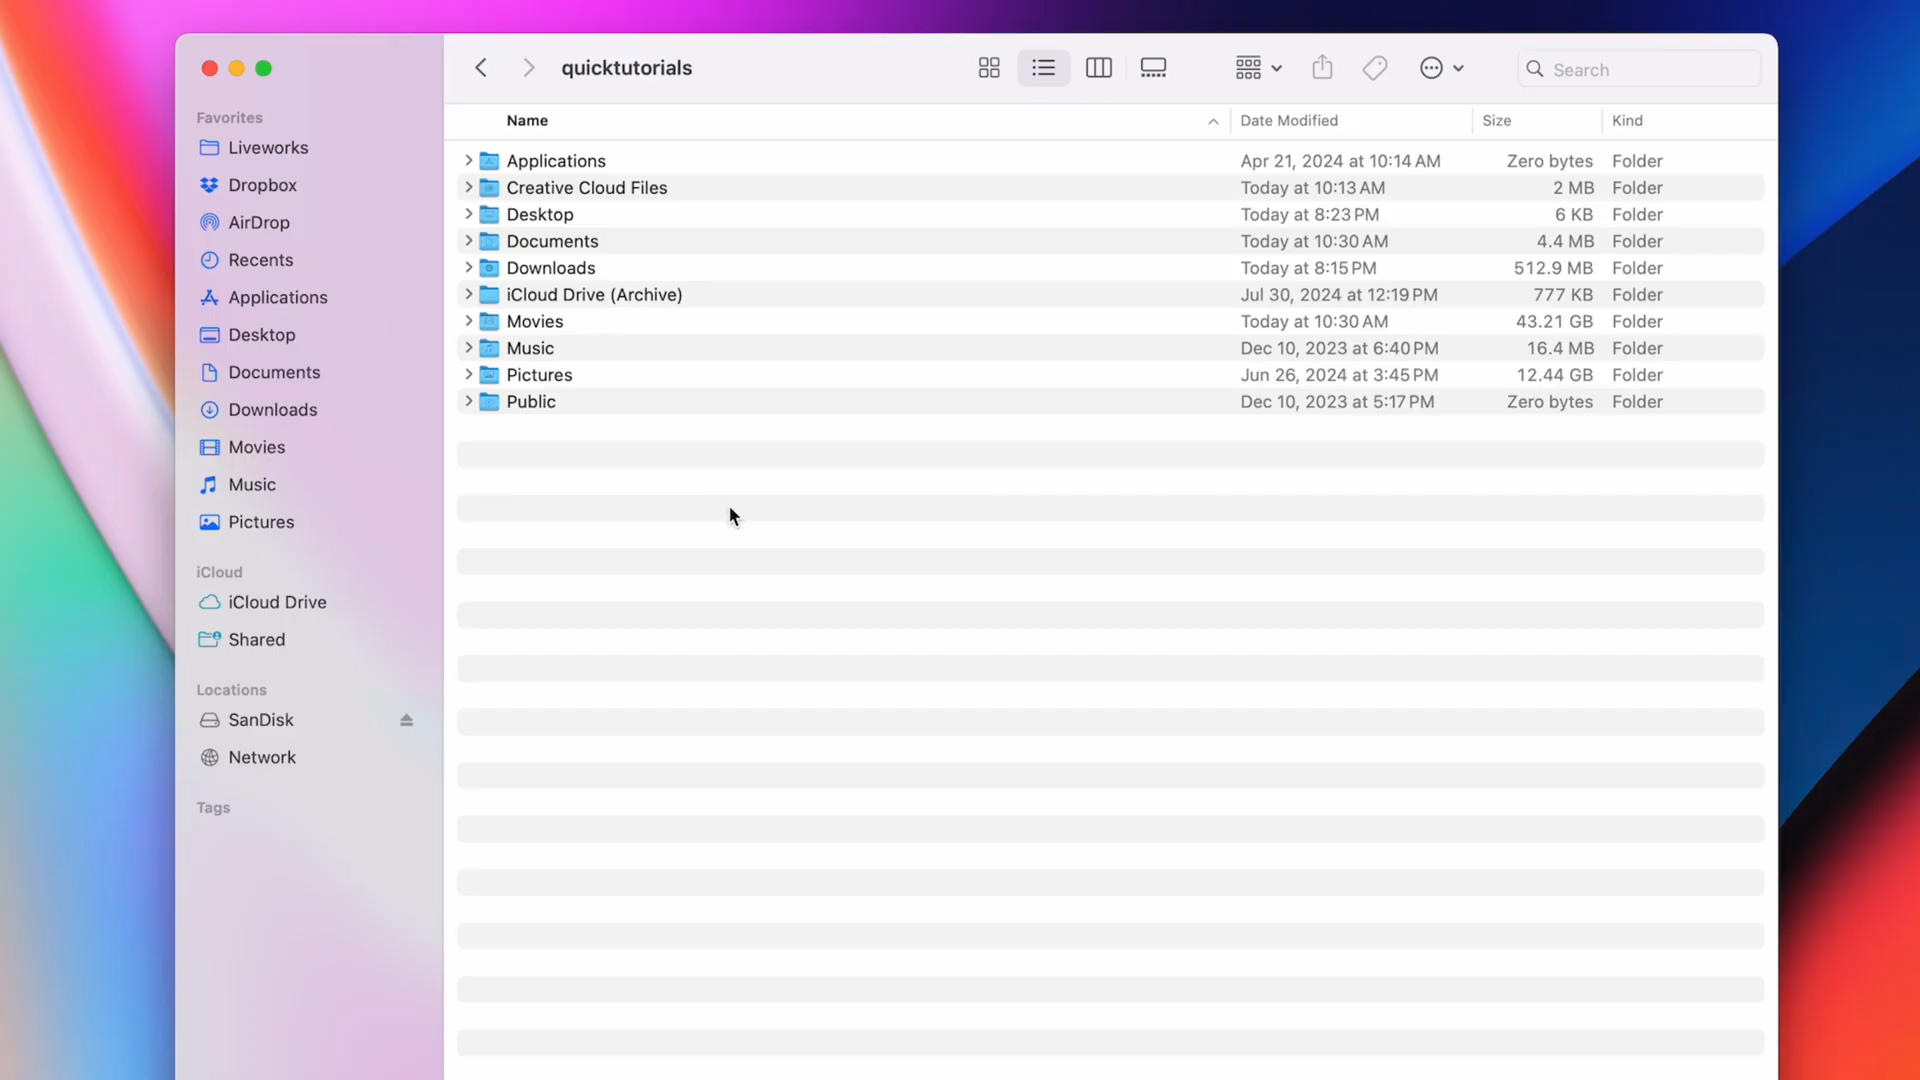 quicktutorials
Search
Favorites
Liveworks
Dropbox
AirDrop
Recents
Applications
Desktop
Documents
Downloads
Movies
Music
Pictures
iCloud
iCloud Drive
Shared
Locations
SanDisk
Network
Tags
Name Date Modified Size Kind
Applications Apr 21, 2024 at 10:14 AM Zero bytes Folder
Creative Cloud Files Today at 10:13 AM 2 MB Folder
Desktop Today at 8:23 PM 6 KB Folder
Documents Today at 10:30 AM 4.4 MB Folder
Downloads Today at 8:15 PM 512.9 MB Folder
iCloud Drive (Archive) Jul 30, 2024 at 12:19 PM 777 KB Folder
Movies Today at 10:30 AM 43.21 GB Folder
Music Dec 10, 2023 at 6:40 PM 16.4 MB Folder
Pictures Jun 26, 2024 at 3:45 PM 12.44 GB Folder
Public Dec 10, 2023 at 5:17 PM Zero bytes Folder